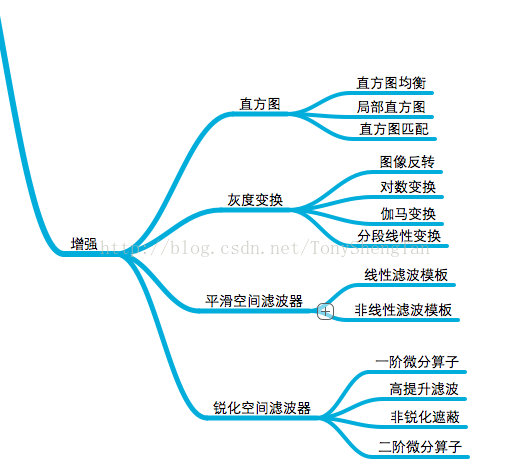 增强
直方图
直方图均衡
局部直方图
直方图匹配
灰度变换
图像反转
对数变换
伽马变换
分段线性变换
平滑空间滤波器
线性滤波模板
非线性滤波模板
锐化空间滤波器
一阶微分算子
高提升滤波
非锐化遮蔽
二阶微分算子
http://blog.csdn.net/TonyShengTan